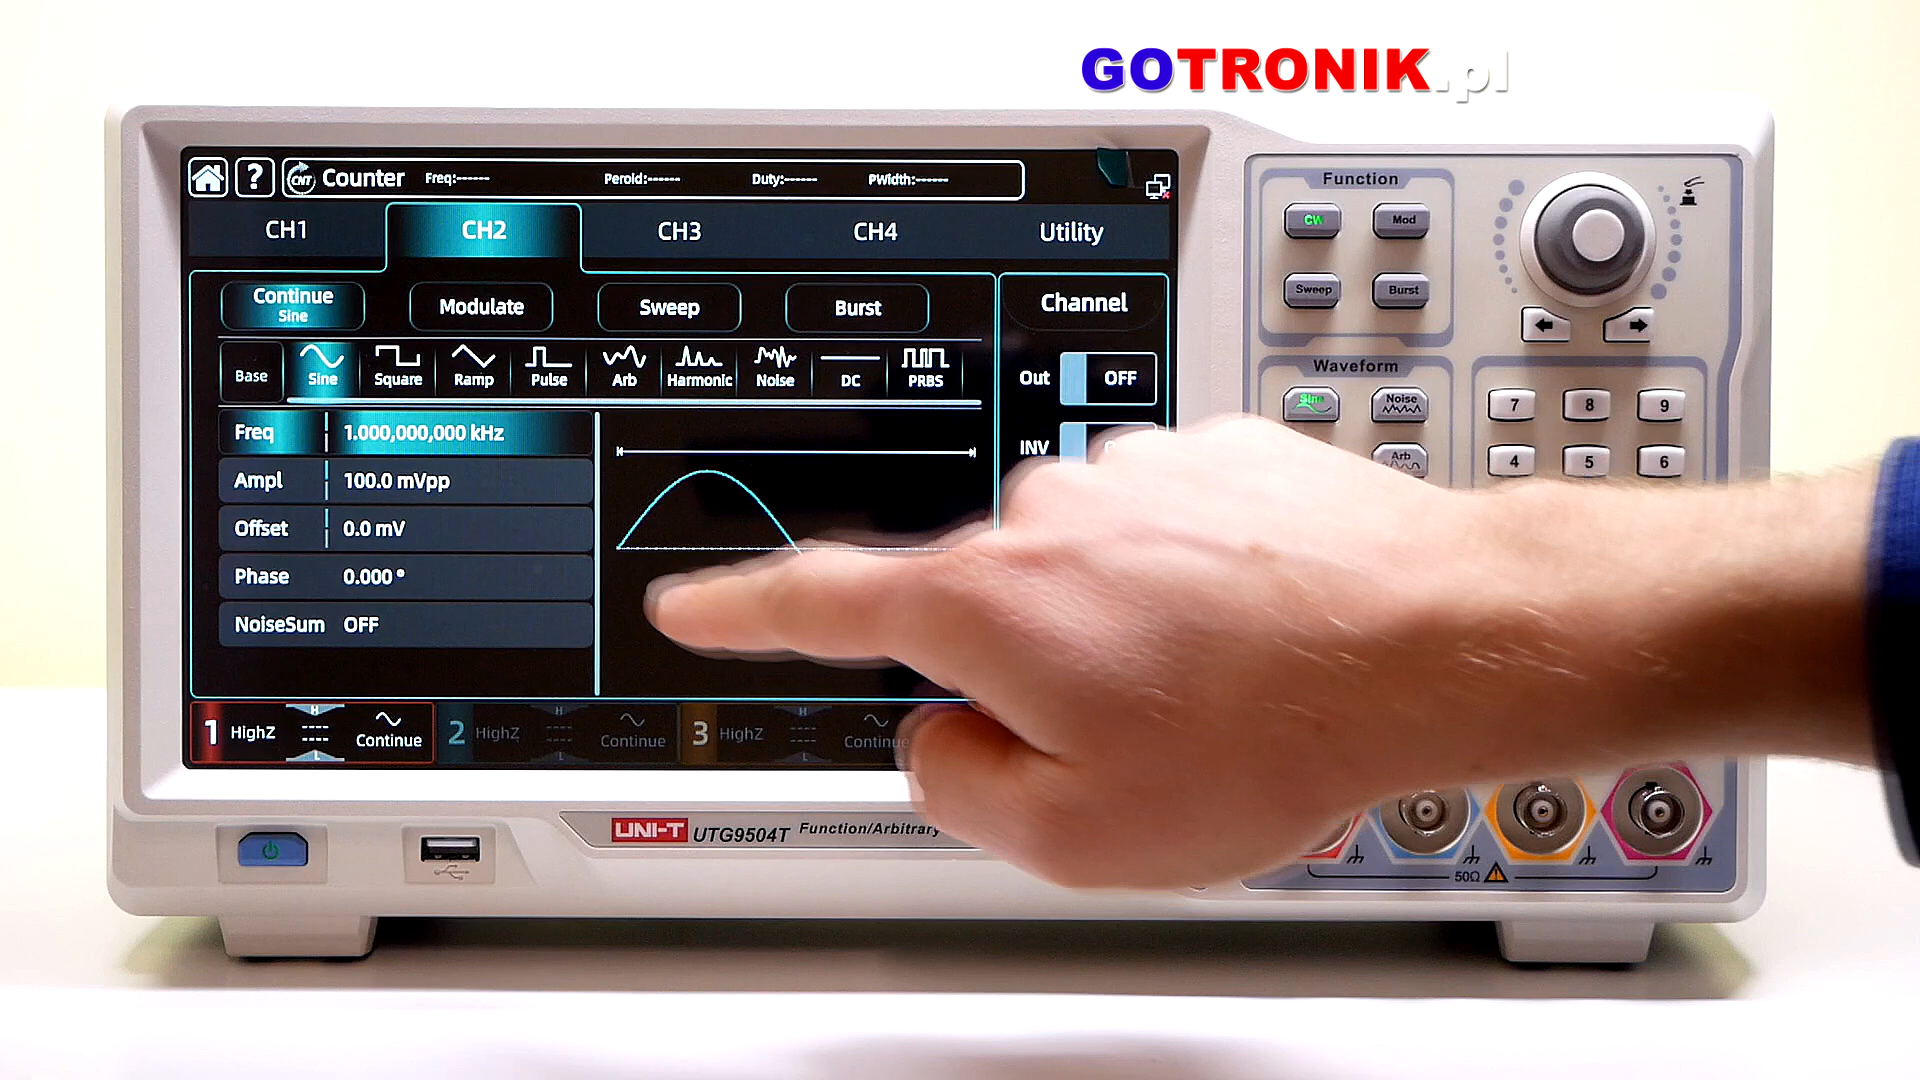 GOTRONIK.pl
? CNT Counter Freq:------ Peroid:------ Duty:------ PWidth:------
CH1 CH2 CH3 CH4 Utility
Continue
Sine
Modulate Sweep Burst
Channel
Base Sine Square Ramp Pulse Arb Harmonic Noise DC PRBS
Out OFF
Freq 1.000,000,000 kHz
INV
Ampl 100.0 mVpp
Offset 0.0 mV
Phase 0.000°
NoiseSum OFF
1 HighZ H L Continue
2 HighZ H L Continue
3 HighZ H L Continue
UNI-T UTG9504T Function/Arbitrary
Function
CW Mod
Sweep Burst
Waveform
Sine Noise
Arb
7 8 9
4 5 6
50Ω